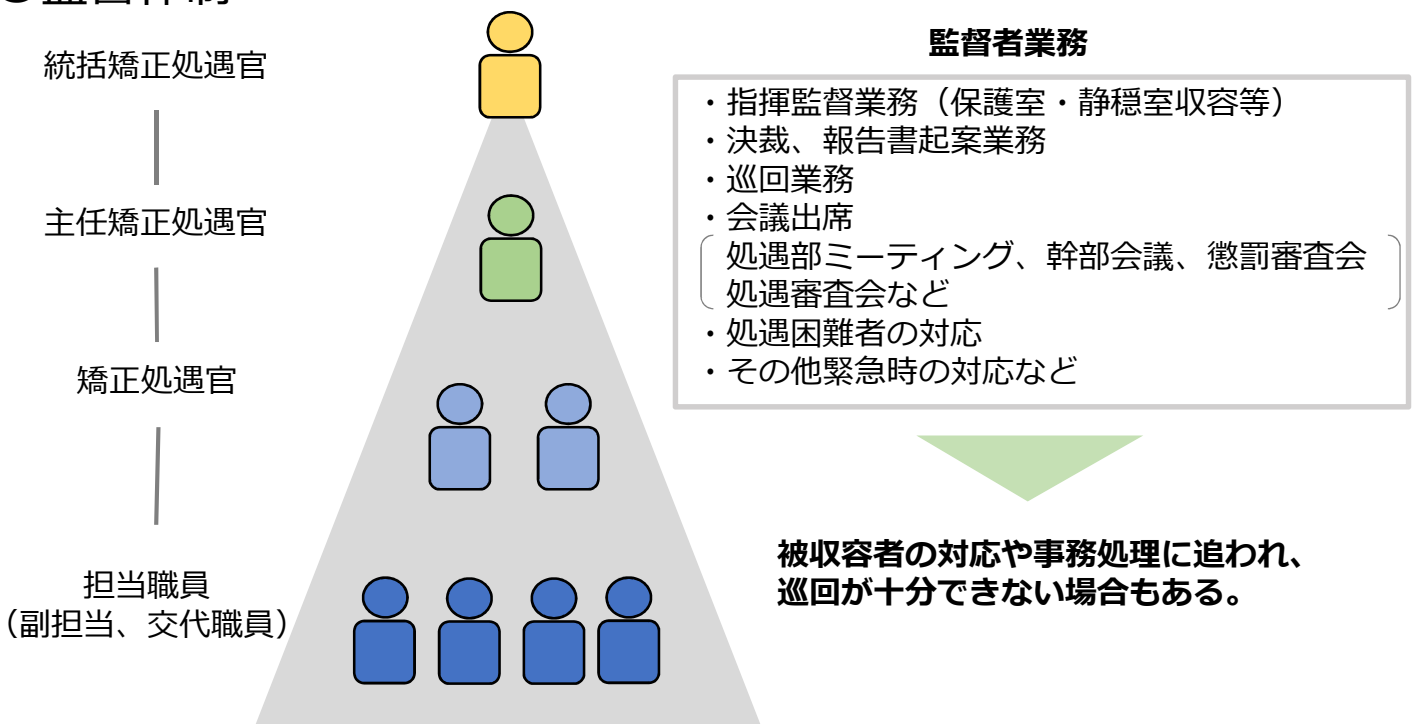 統括矯正処遇官
主任矯正処遇官
矯正処遇官
担当職員
（副担当、交代職員）
監督者業務
・指揮監督業務（保護室・静穏室収容等）
・決裁、報告書起案業務
・巡回業務
・会議出席
処遇部ミーティング、幹部会議、懲罰審査会
処遇審査会など
・処遇困難者の対応
・その他緊急時の対応など
被収容者の対応や事務処理に追われ、
巡回が十分できない場合もある。